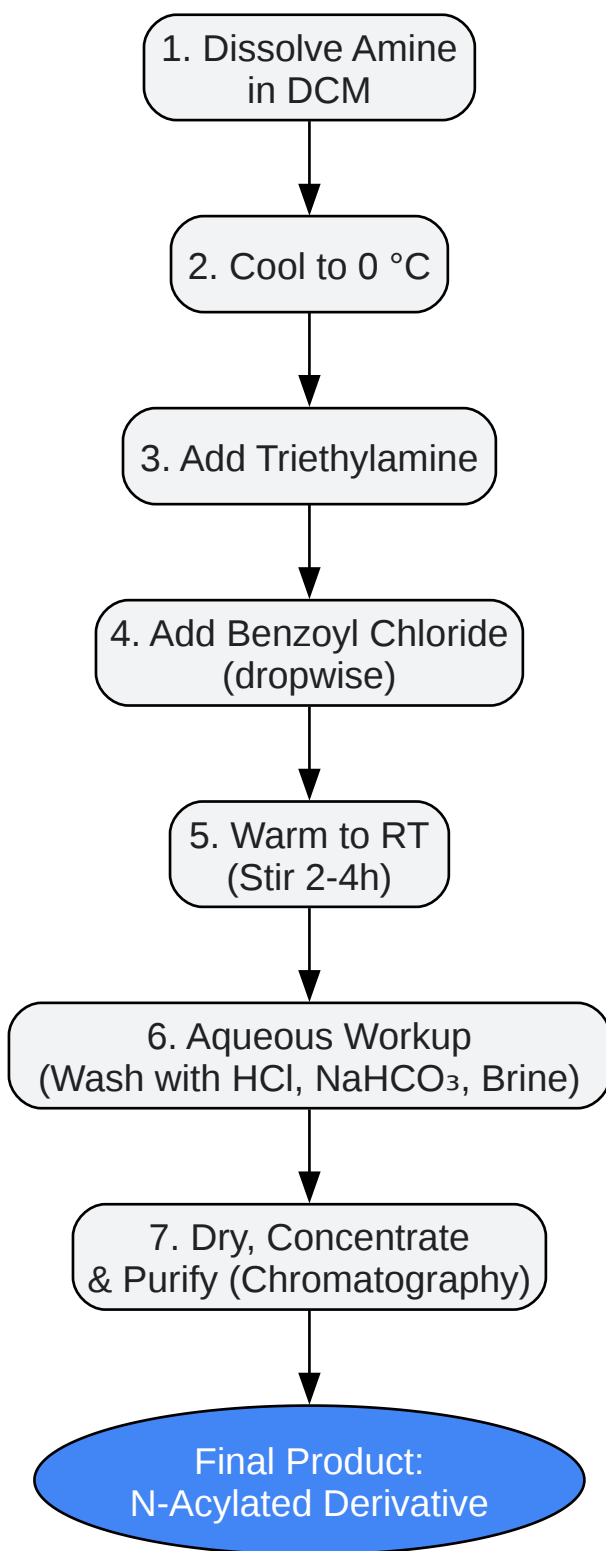 1. Dissolve Amine
in DCM
2. Cool to 0 °C
3. Add Triethylamine
4. Add Benzoyl Chloride
(dropwise)
5. Warm to RT
(Stir 2-4h)
6. Aqueous Workup
(Wash with HCl, NaHCO₃, Brine)
7. Dry, Concentrate
& Purify (Chromatography)
Final Product:
N-Acylated Derivative